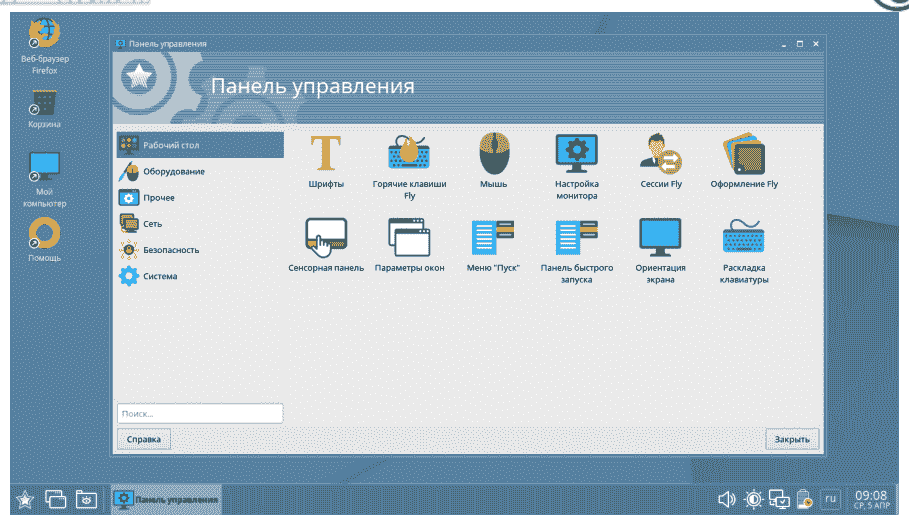 Веб-браузер
Firefox
Корзина
Мой
компьютер
Помощь
Панель управления
Панель управления
Рабочий стол
Оборудование
Прочее
Сеть
Безопасность
Система
Шрифты
Горячие клавиши
Fly
Мышь
Настройка
монитора
Сессии Fly
Оформление Fly
Сенсорная панель
Параметры окон
Меню "Пуск"
Панель быстрого
запуска
Ориентация
экрана
Раскладка
клавиатуры
Поиск...
Справка
Закрыть
Панель управления
ru
09:08
СР, 5 АПР